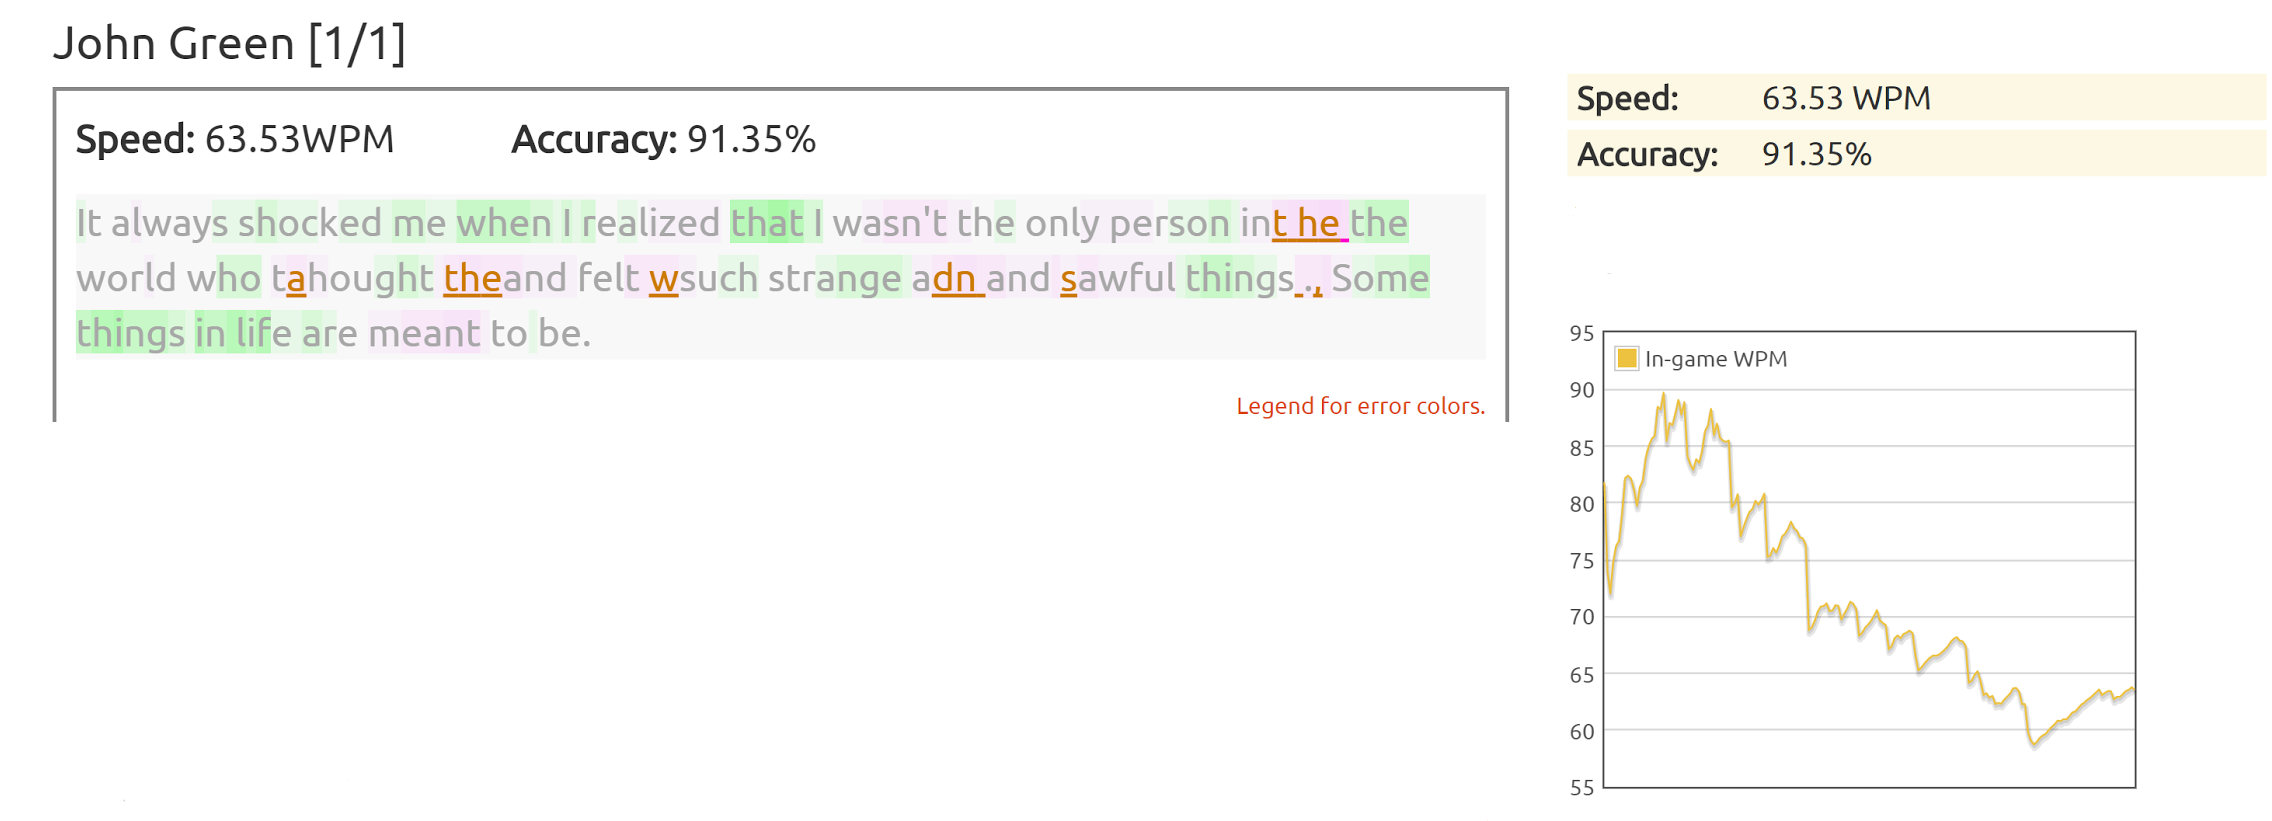 John Green [1/1]
Speed: 63.53WPM Accuracy: 91.35%
It always shocked me when I realized that I wasn't the only person int he the
world who tahought theand felt wsuch strange adn and sawful things ., Some
things in life are meant to be.
Legend for error colors.
Speed: 63.53 WPM
Accuracy: 91.35%
In-game WPM
95
90
85
80
75
70
65
60
55